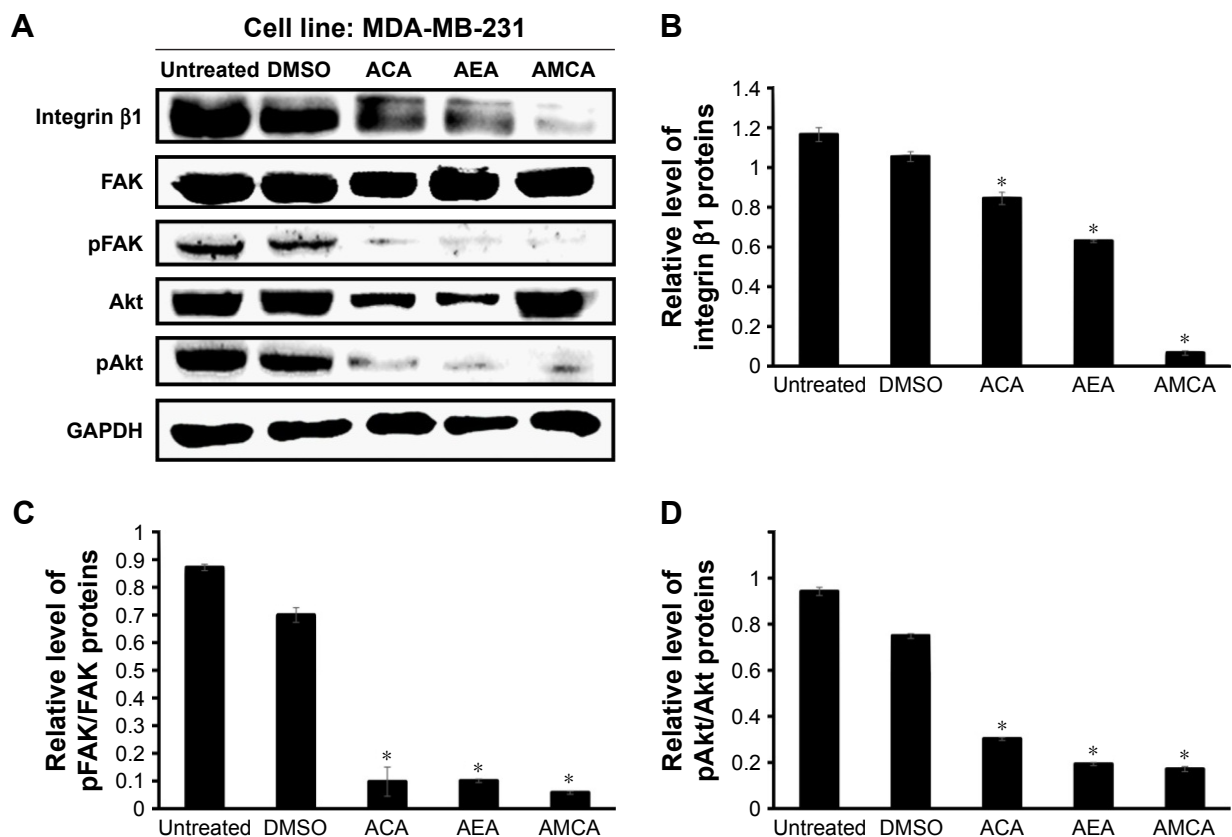 A
Cell line: MDA-MB-231
Untreated DMSO ACA AEA AMCA
Integrin β1
FAK
pFAK
Akt
pAkt
GAPDH
B
Relative level of
integrin β1 proteins
1.4
1.2
1
0.8
0.6
0.4
0.2
0
*
*
*
Untreated DMSO ACA AEA AMCA
C
Relative level of
pFAK/FAK proteins
1
0.9
0.8
0.7
0.6
0.5
0.4
0.3
0.2
0.1
0
*
*
*
Untreated DMSO ACA AEA AMCA
D
Relative level of
pAkt/Akt proteins
1
0.8
0.6
0.4
0.2
0
*
*
*
Untreated DMSO ACA AEA AMCA